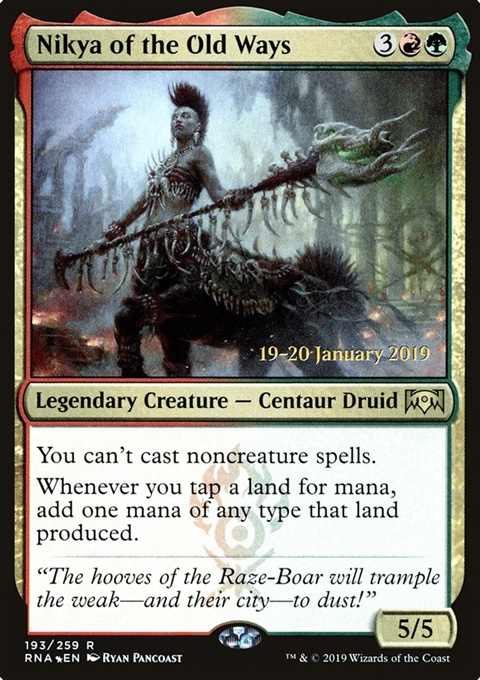 Nikya of the Old Ways 3
19-20 January 2019
Legendary Creature — Centaur Druid
You can't cast noncreature spells.
Whenever you tap a land for mana,
add one mana of any type that land
produced.
“The hooves of the Raze-Boar will trample
the weak—and their city—to dust!”
5/5
193/259 R
RNA★EN Ryan Pancoast
™ & © 2019 Wizards of the Coast